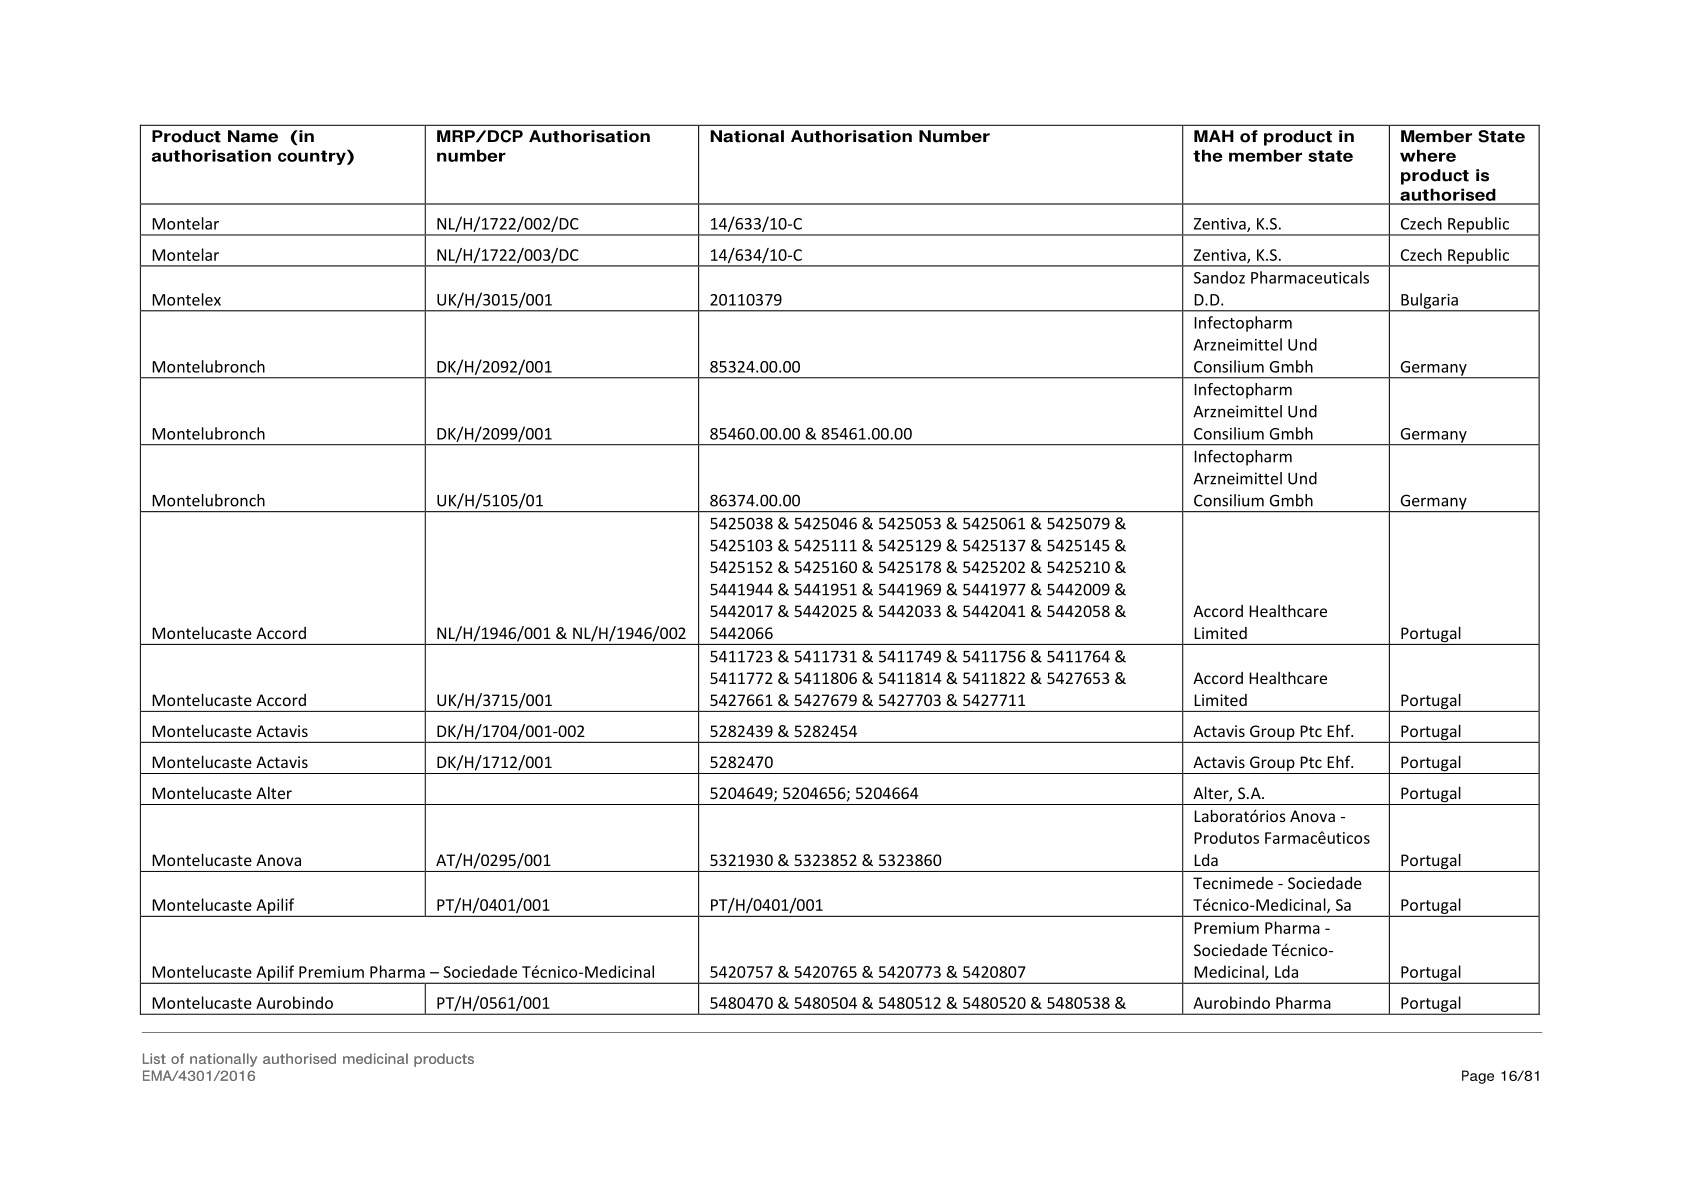 Product Name (in authorisation country) MRP/DCP Authorisation number National Authorisation Number MAH of product in the member state Member State where product is authorised
Montelar NL/H/1722/002/DC 14/633/10-C Zentiva, K.S. Czech Republic
Montelar NL/H/1722/003/DC 14/634/10-C Zentiva, K.S. Czech Republic
Montelex UK/H/3015/001 20110379 Sandoz Pharmaceuticals D.D. Bulgaria
Montelubronch DK/H/2092/001 85324.00.00 Infectopharm Arzneimittel Und Consilium Gmbh Germany
Montelubronch DK/H/2099/001 85460.00.00 & 85461.00.00 Infectopharm Arzneimittel Und Consilium Gmbh Germany
Montelubronch UK/H/5105/01 86374.00.00 Infectopharm Arzneimittel Und Consilium Gmbh Germany
Montelucaste Accord NL/H/1946/001 & NL/H/1946/002 5425038 & 5425046 & 5425053 & 5425061 & 5425079 &
5425103 & 5425111 & 5425129 & 5425137 & 5425145 &
5425152 & 5425160 & 5425178 & 5425202 & 5425210 &
5441944 & 5441951 & 5441969 & 5441977 & 5442009 &
5442017 & 5442025 & 5442033 & 5442041 & 5442058 &
5442066 Accord Healthcare Limited Portugal
Montelucaste Accord UK/H/3715/001 5411723 & 5411731 & 5411749 & 5411756 & 5411764 &
5411772 & 5411806 & 5411814 & 5411822 & 5427653 &
5427661 & 5427679 & 5427703 & 5427711 Accord Healthcare Limited Portugal
Montelucaste Actavis DK/H/1704/001-002 5282439 & 5282454 Actavis Group Ptc Ehf. Portugal
Montelucaste Actavis DK/H/1712/001 5282470 Actavis Group Ptc Ehf. Portugal
Montelucaste Alter 5204649; 5204656; 5204664 Alter, S.A. Portugal
Montelucaste Anova AT/H/0295/001 5321930 & 5323852 & 5323860 Laboratórios Anova - Produtos Farmacêuticos Lda Portugal
Montelucaste Apilif PT/H/0401/001 PT/H/0401/001 Tecnimede - Sociedade Técnico-Medicinal, Sa Portugal
Montelucaste Apilif Premium Pharma – Sociedade Técnico-Medicinal 5420757 & 5420765 & 5420773 & 5420807 Premium Pharma - Sociedade Técnico-Medicinal, Lda Portugal
Montelucaste Aurobindo PT/H/0561/001 5480470 & 5480504 & 5480512 & 5480520 & 5480538 & Aurobindo Pharma Portugal
List of nationally authorised medicinal products
EMA/4301/2016 Page 16/81